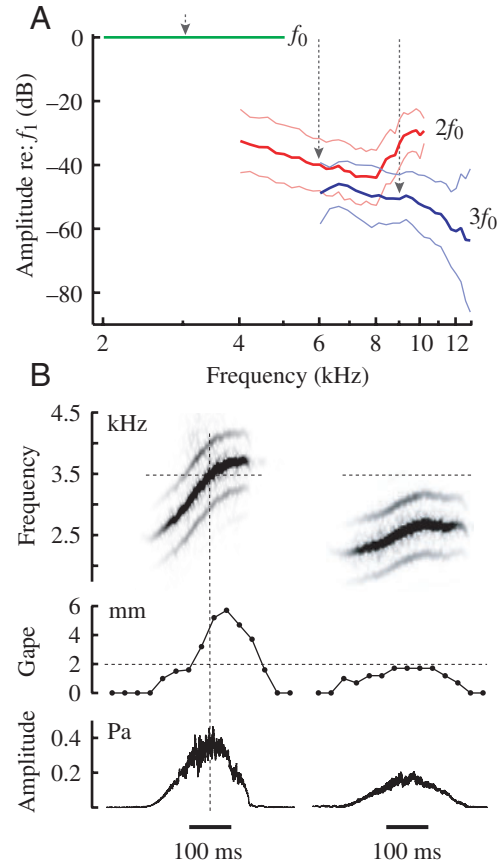 A
Amplitude re: f₁ (dB)
0
−20
−40
−60
−80
f₀
2f₀
3f₀
2
4
6
8
10
12
Frequency (kHz)
B
Frequency
4.5
3.5
2.5
kHz
Gape
6
4
2
0
mm
Amplitude
0.4
0.2
Pa
100 ms
100 ms